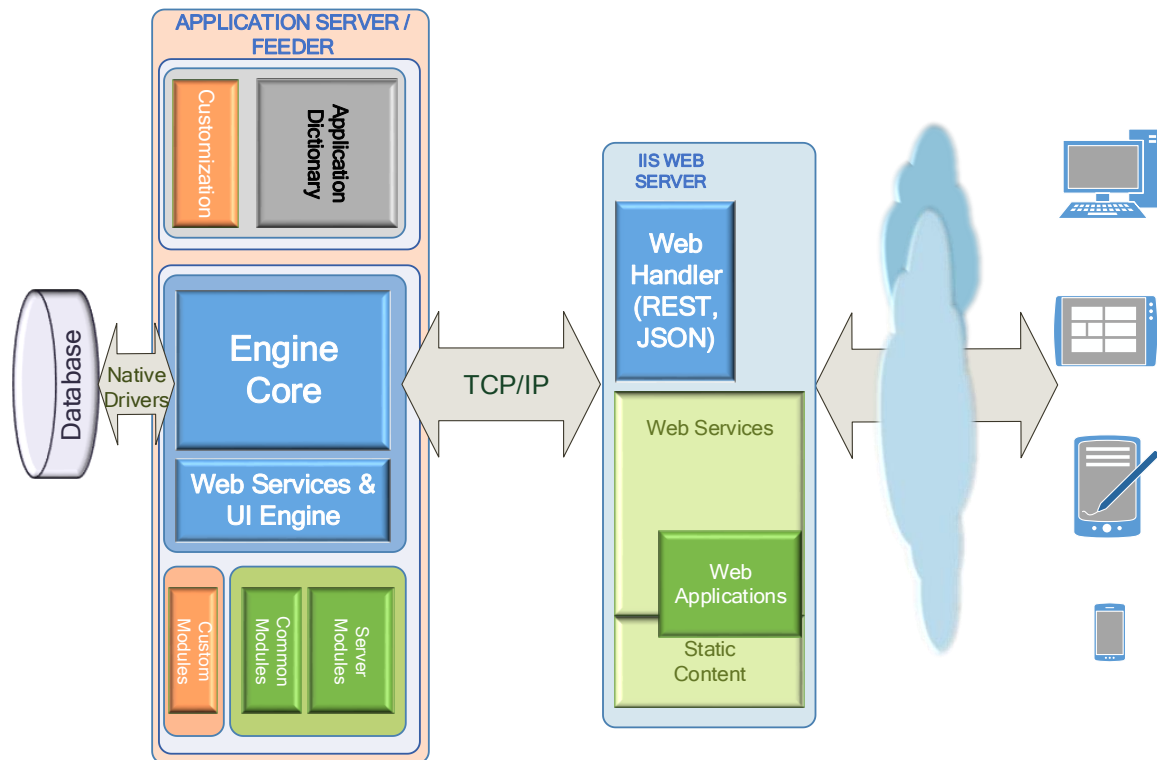 APPLICATION SERVER /
FEEDER
Customization
Application
Dictionary
Database
Native
Drivers
Engine
Core
Web Services &
UI Engine
Custom
Modules
Common
Modules
Server
Modules
TCP/IP
IIS WEB
SERVER
Web
Handler
(REST,
JSON)
Web Services
Web
Applications
Static
Content